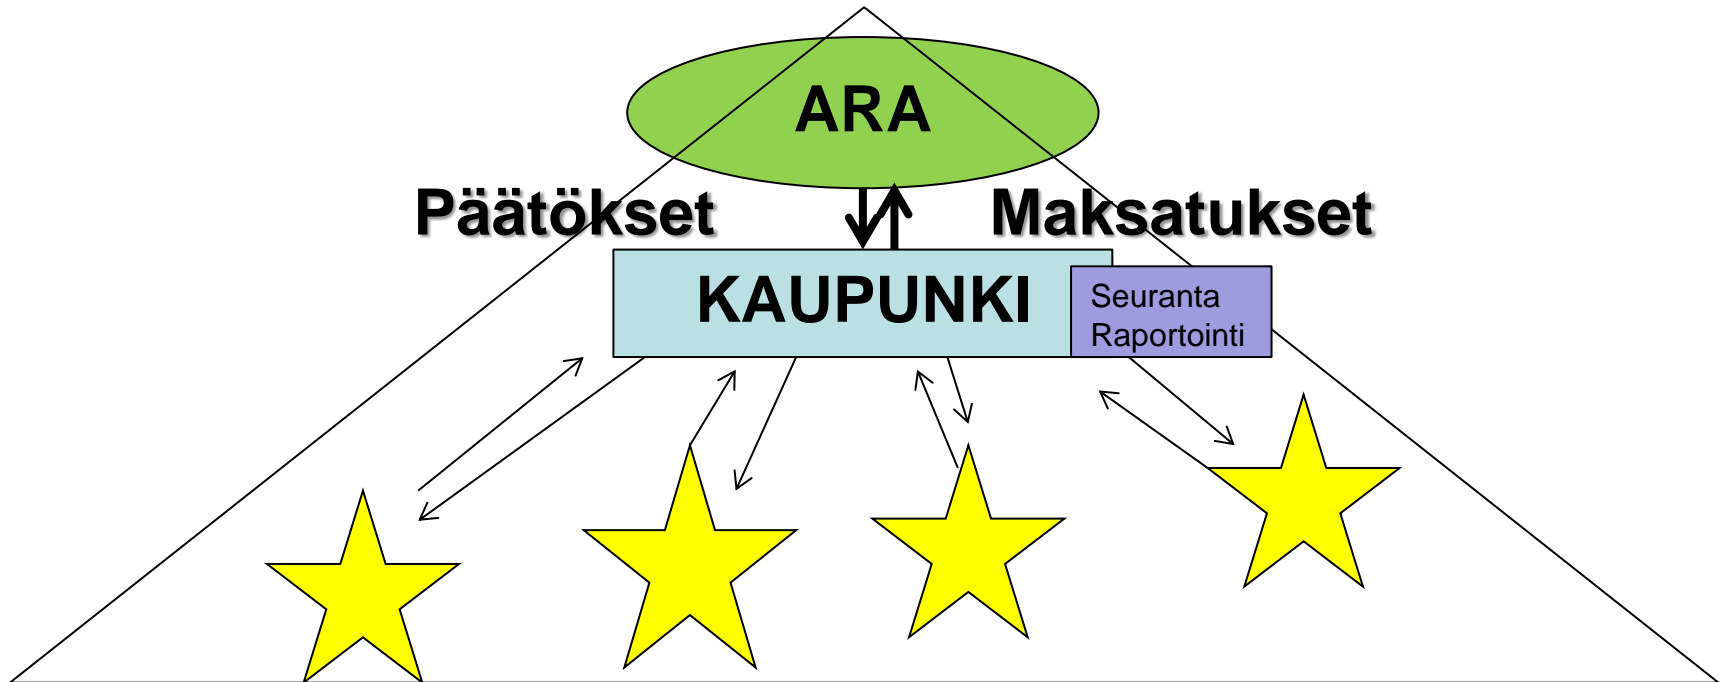 ARA
Päätökset
Maksatukset
KAUPUNKI
Seuranta
Raportointi